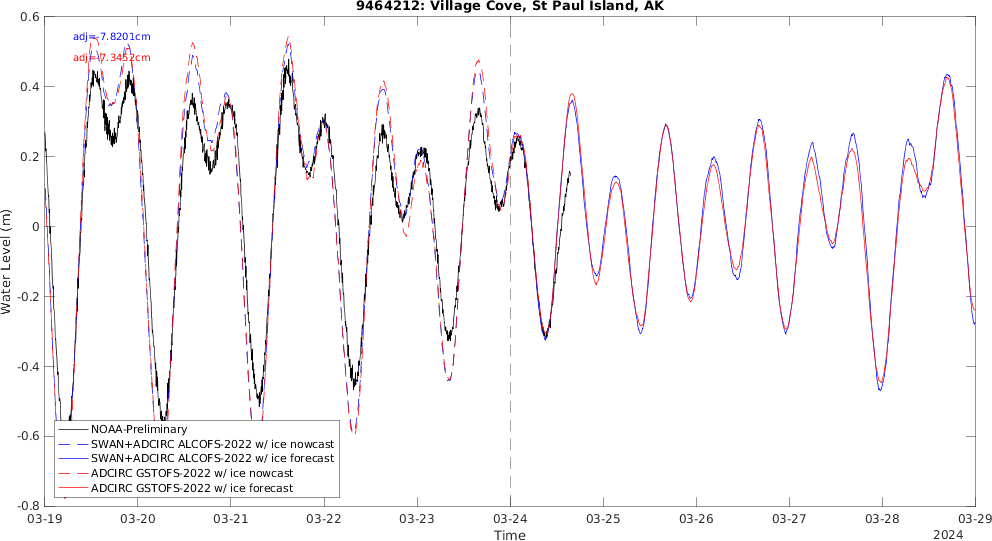 9464212: Village Cove, St Paul Island, AK
adj=-7.8201cm
adj=-7.3452cm
Water Level (m)
0.6
0.4
0.2
0
-0.2
-0.4
-0.6
-0.8
NOAA-Preliminary
SWAN+ADCIRC ALCOFS-2022 w/ ice nowcast
SWAN+ADCIRC ALCOFS-2022 w/ ice forecast
ADCIRC GSTOFS-2022 w/ ice nowcast
ADCIRC GSTOFS-2022 w/ ice forecast
03-19 03-20 03-21 03-22 03-23 03-24 03-25 03-26 03-27 03-28 03-29
Time
2024